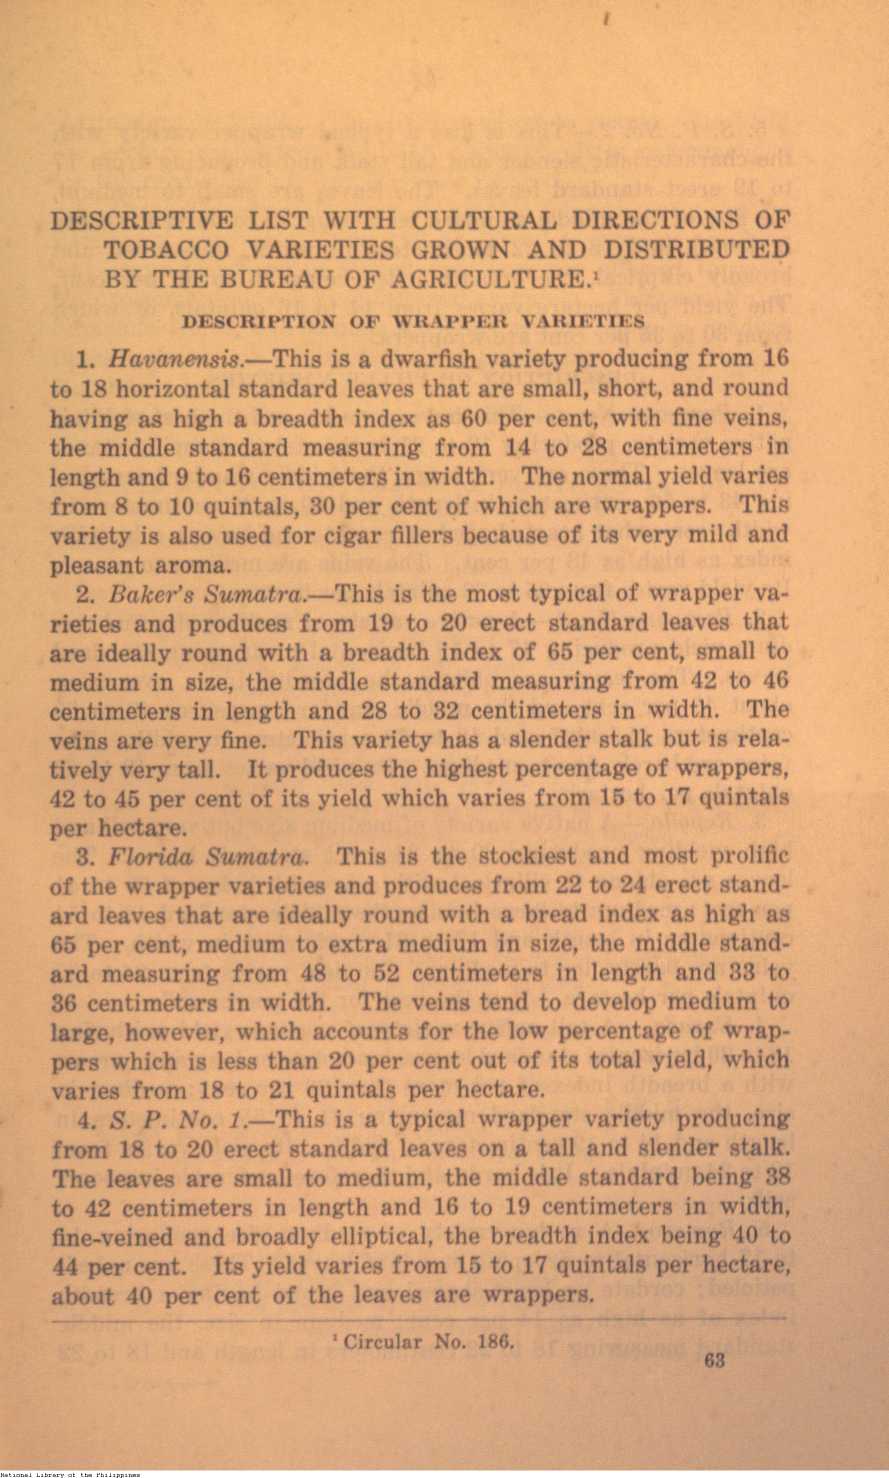 DESCRIPTIVE LIST WITH CULTURAL DIRECTIONS OF
TOBACCO VARIETIES GROWN AND DISTRIBUTED
BY THE BUREAU OF AGRICULTURE.¹
DESCRIPTION OF WRAPPER VARIETIES
1. Havanensis.—This is a dwarfish variety producing from 16
to 18 horizontal standard leaves that are small, short, and round
having as high a breadth index as 60 per cent, with fine veins,
the middle standard measuring from 14 to 28 centimeters in
length and 9 to 16 centimeters in width. The normal yield varies
from 8 to 10 quintals, 30 per cent of which are wrappers. This
variety is also used for cigar fillers because of its very mild and
pleasant aroma.
2. Baker's Sumatra.—This is the most typical of wrapper va-
rieties and produces from 19 to 20 erect standard leaves that
are ideally round with a breadth index of 65 per cent, small to
medium in size, the middle standard measuring from 42 to 46
centimeters in length and 28 to 32 centimeters in width. The
veins are very fine. This variety has a slender stalk but is rela-
tively very tall. It produces the highest percentage of wrappers,
42 to 45 per cent of its yield which varies from 15 to 17 quintals
per hectare.
3. Florida Sumatra. This is the stockiest and most prolific
of the wrapper varieties and produces from 22 to 24 erect stand-
ard leaves that are ideally round with a bread index as high as
65 per cent, medium to extra medium in size, the middle stand-
ard measuring from 48 to 52 centimeters in length and 33 to
36 centimeters in width. The veins tend to develop medium to
large, however, which accounts for the low percentage of wrap-
pers which is less than 20 per cent out of its total yield, which
varies from 18 to 21 quintals per hectare.
4. S. P. No. 1.—This is a typical wrapper variety producing
from 18 to 20 erect standard leaves on a tall and slender stalk.
The leaves are small to medium, the middle standard being 38
to 42 centimeters in length and 16 to 19 centimeters in width,
fine-veined and broadly elliptical, the breadth index being 40 to
44 per cent. Its yield varies from 15 to 17 quintals per hectare,
about 40 per cent of the leaves are wrappers.
¹ Circular No. 186.
63
National Library of the Philippines